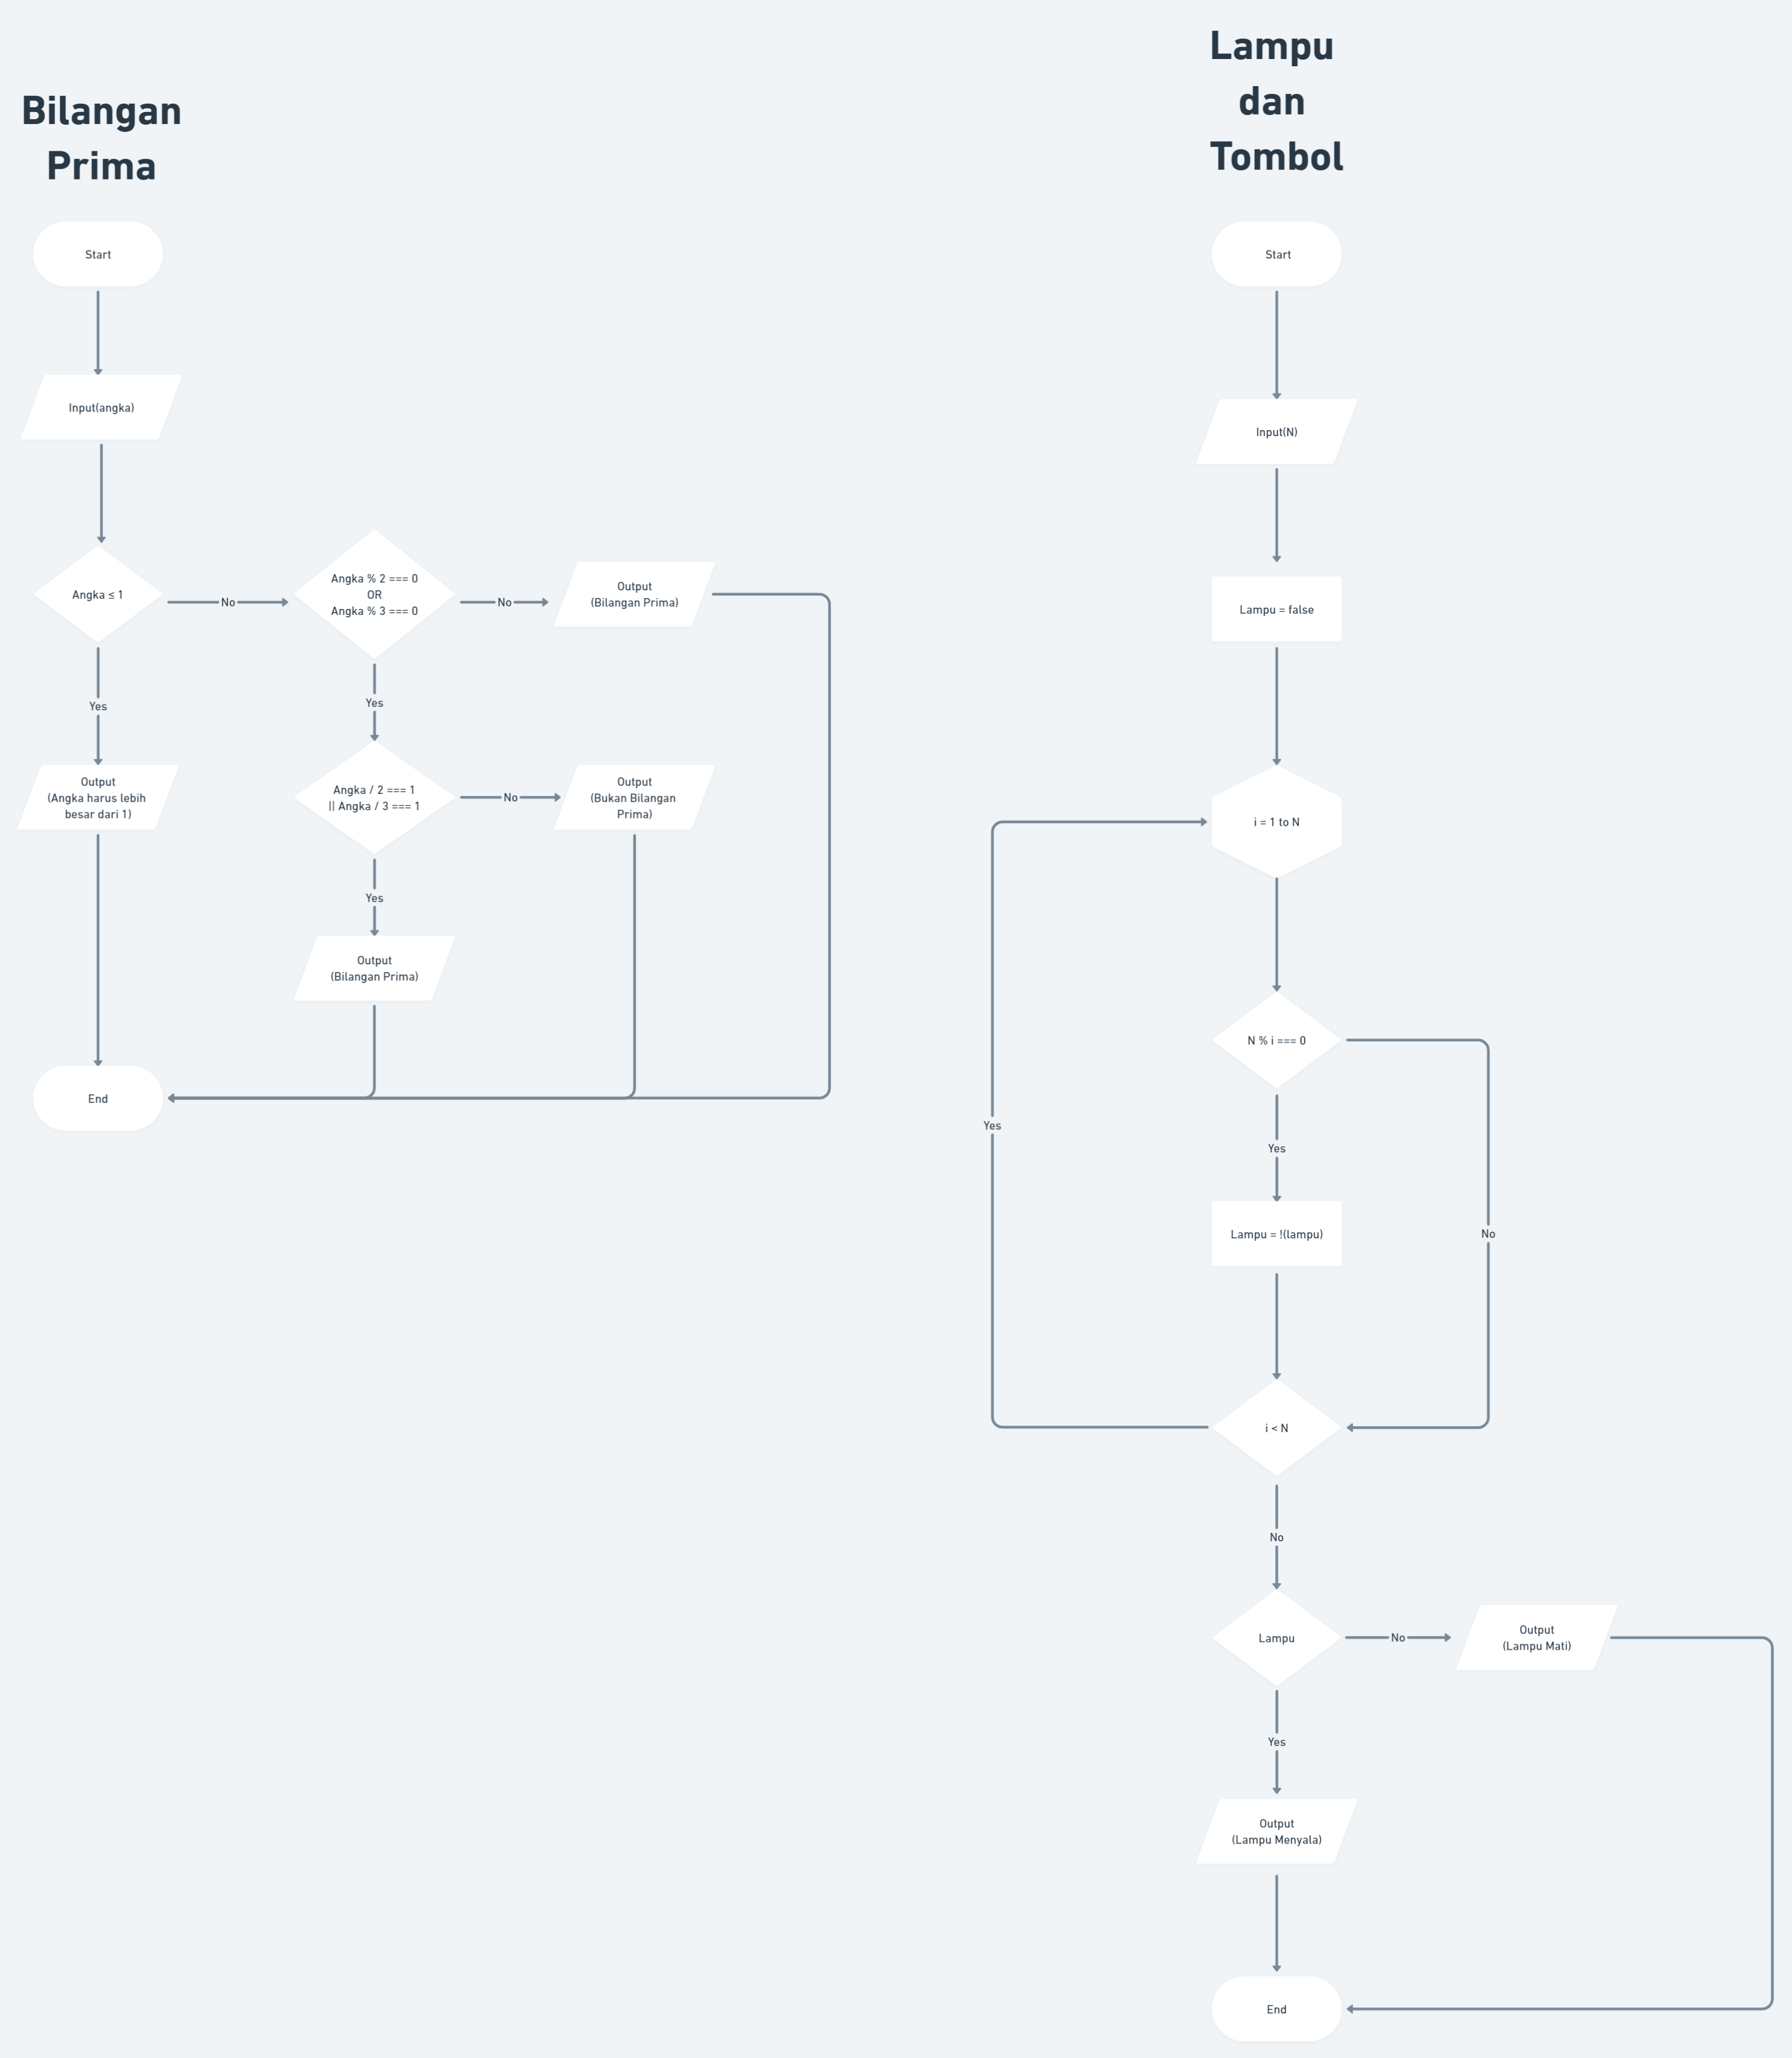 Bilangan
Prima
Start
Input(angka)
Angka ≤ 1
No
Angka % 2 === 0
OR
Angka % 3 === 0
No
Output
(Bilangan Prima)
Yes
Yes
Output
(Angka harus lebih
besar dari 1)
Angka / 2 === 1
|| Angka / 3 === 1
No
Output
(Bukan Bilangan
Prima)
Yes
Output
(Bilangan Prima)
End
Lampu
dan
Tombol
Start
Input(N)
Lampu = false
i = 1 to N
N % i === 0
Yes
Yes
Lampu = !(lampu)
No
i < N
No
Lampu
No
Output
(Lampu Mati)
Yes
Output
(Lampu Menyala)
End